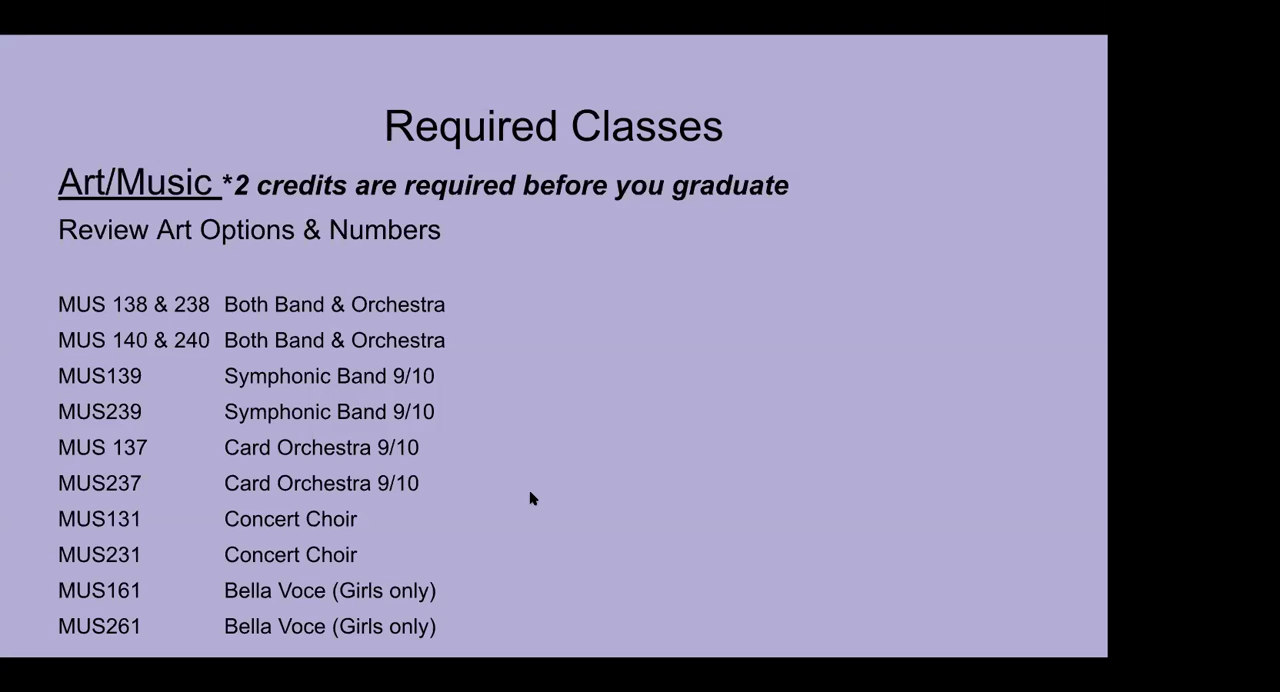 Required Classes
Art/Music *2 credits are required before you graduate
Review Art Options & Numbers
MUS 138 & 238 Both Band & Orchestra
MUS 140 & 240 Both Band & Orchestra
MUS139 Symphonic Band 9/10
MUS239 Symphonic Band 9/10
MUS 137 Card Orchestra 9/10
MUS237 Card Orchestra 9/10
MUS131 Concert Choir
MUS231 Concert Choir
MUS161 Bella Voce (Girls only)
MUS261 Bella Voce (Girls only)